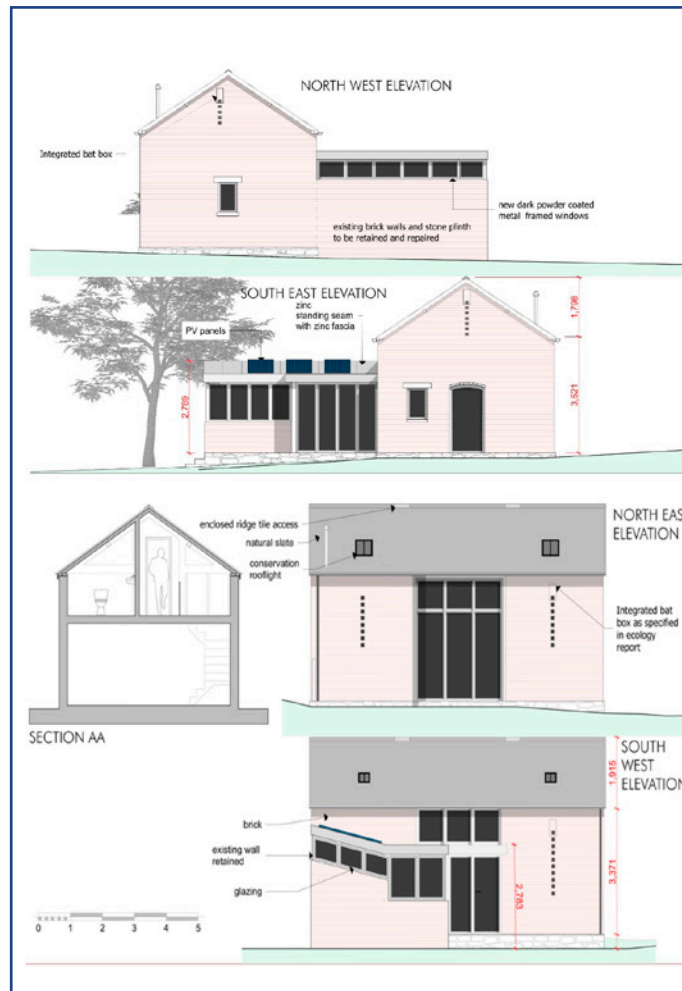 NORTH WEST ELEVATION
Integrated bat box
new dark powder coated
metal framed windows
existing brick walls and stone plinth
to be retained and repaired
SOUTH EAST ELEVATION
zinc
standing seam
with zinc fascia
PV panels
2,769
1,798
3,521
enclosed ridge tile access
natural slate
conservation
rooflight
NORTH EAS
ELEVATION
Integrated bat
box as specified
in ecology
report
SECTION AA
SOUTH
WEST
ELEVATION
brick
existing wall
retained
glazing
1,915
3,371
2,763
0 1 2 3 4 5